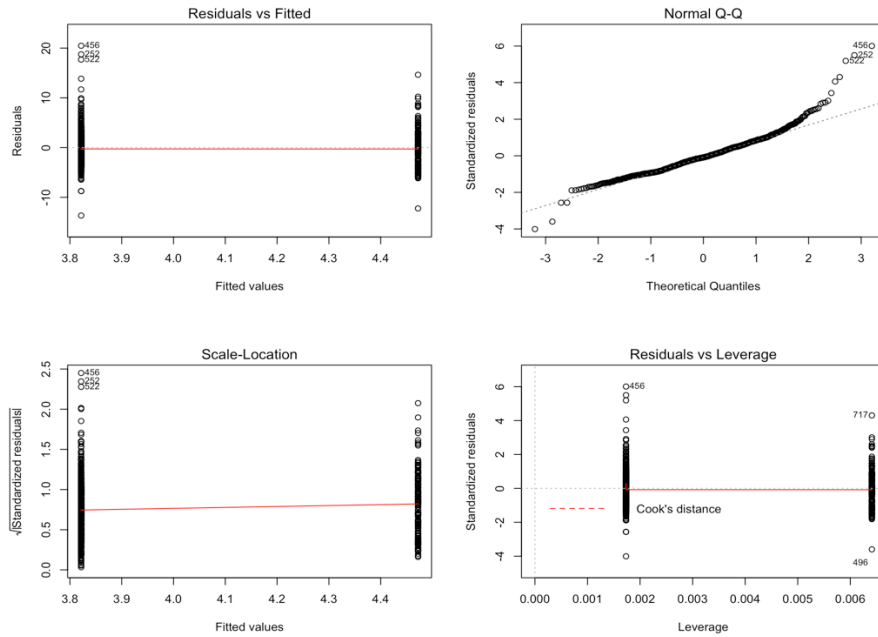 Residuals vs Fitted
Residuals
20
10
0
-10
456
252
522
3.8 3.9 4.0 4.1 4.2 4.3 4.4
Fitted values
Normal Q-Q
Standardized residuals
6
4
2
0
-2
-4
456
252
522
-3 -2 -1 0 1 2 3
Theoretical Quantiles
Scale-Location
√|Standardized residuals|
2.5
2.0
1.5
1.0
0.5
0.0
456
252
522
3.8 3.9 4.0 4.1 4.2 4.3 4.4
Fitted values
Residuals vs Leverage
Standardized residuals
6
4
2
0
-2
-4
456
717
Cook's distance
496
0.000 0.001 0.002 0.003 0.004 0.005 0.006
Leverage